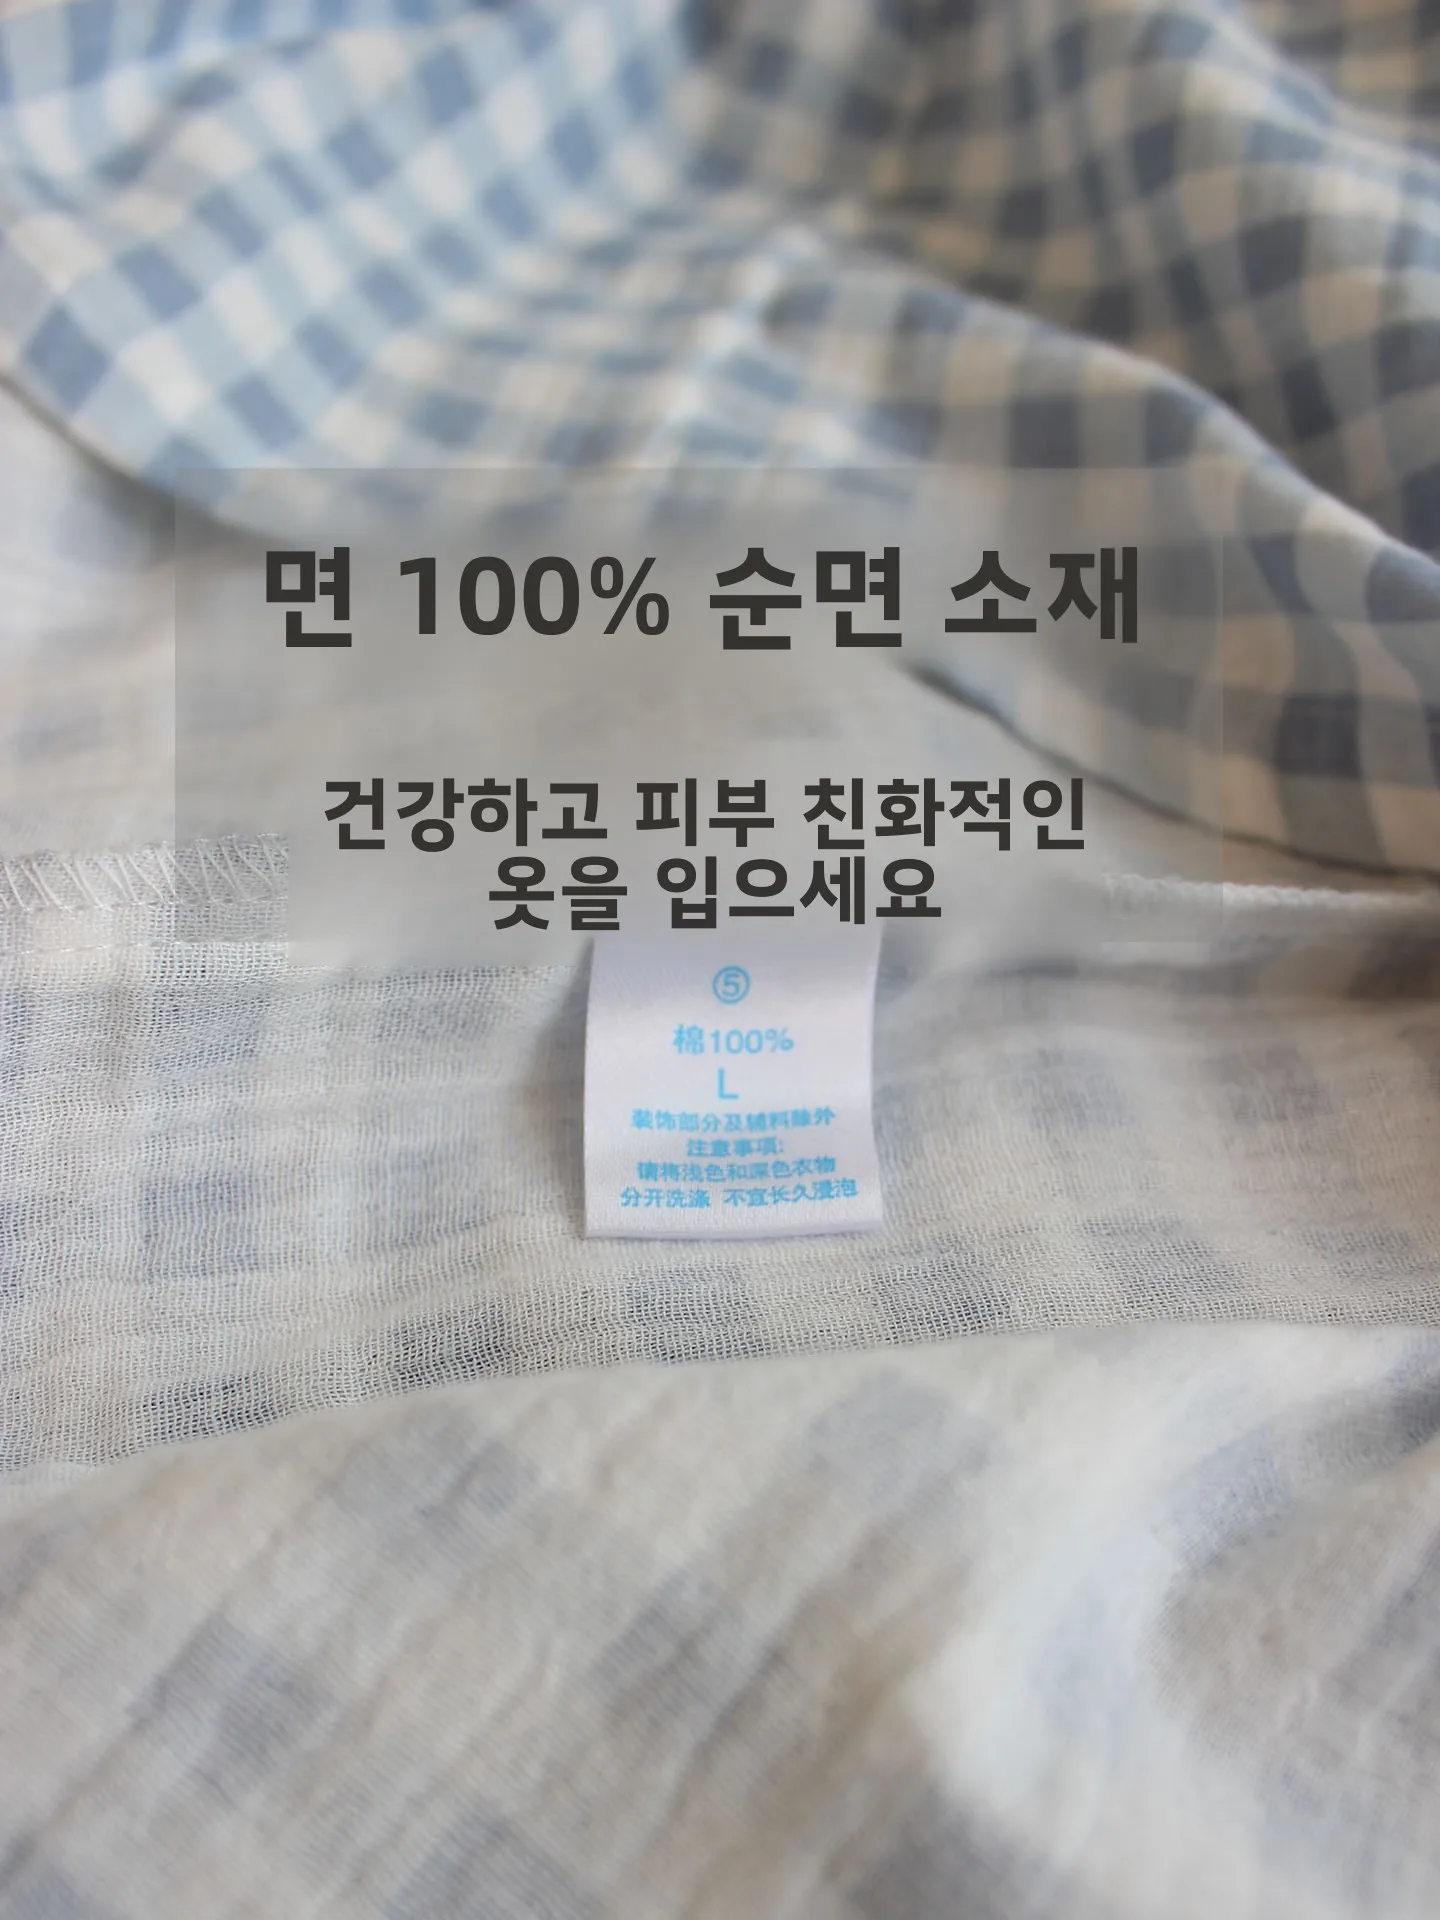 면 100% 순면 소재
건강하고 피부 친화적인
옷을 입으세요
⑤
棉100%
L
装饰部分及辅料除外
注意事项:
请将浅色和深色衣物
分开洗涤 不宜长久浸泡